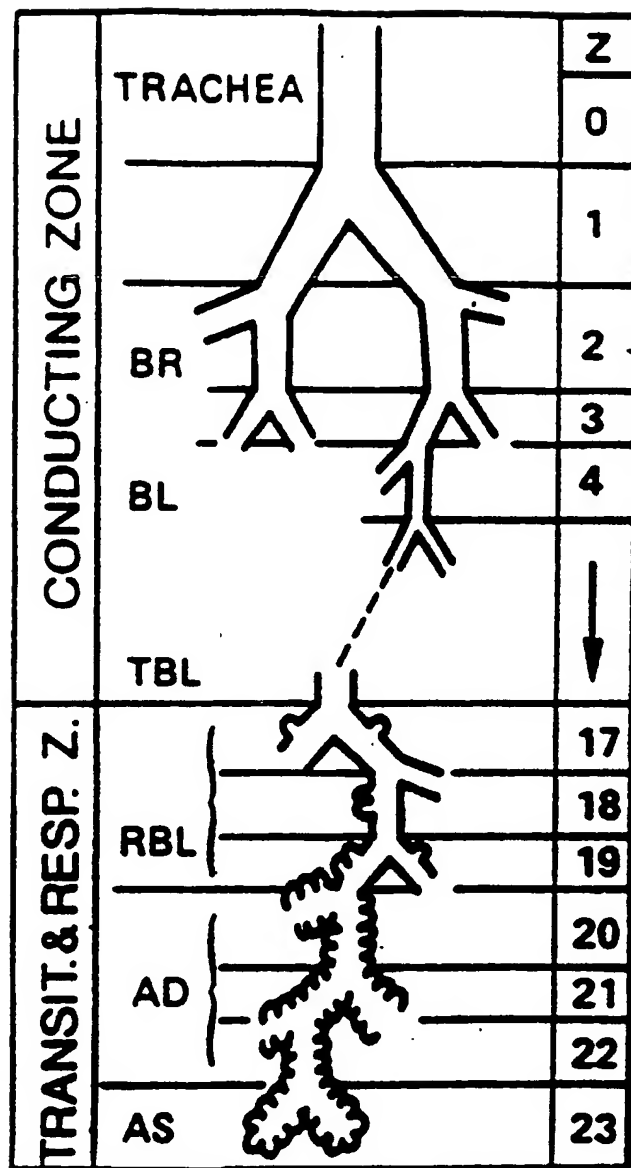 Z
TRACHEA
0
CONDUCTING ZONE
1
BR
2
3
BL
4
TBL
TRANSIT.& RESP. Z.
17
18
RBL
19
20
AD
21
22
AS
23